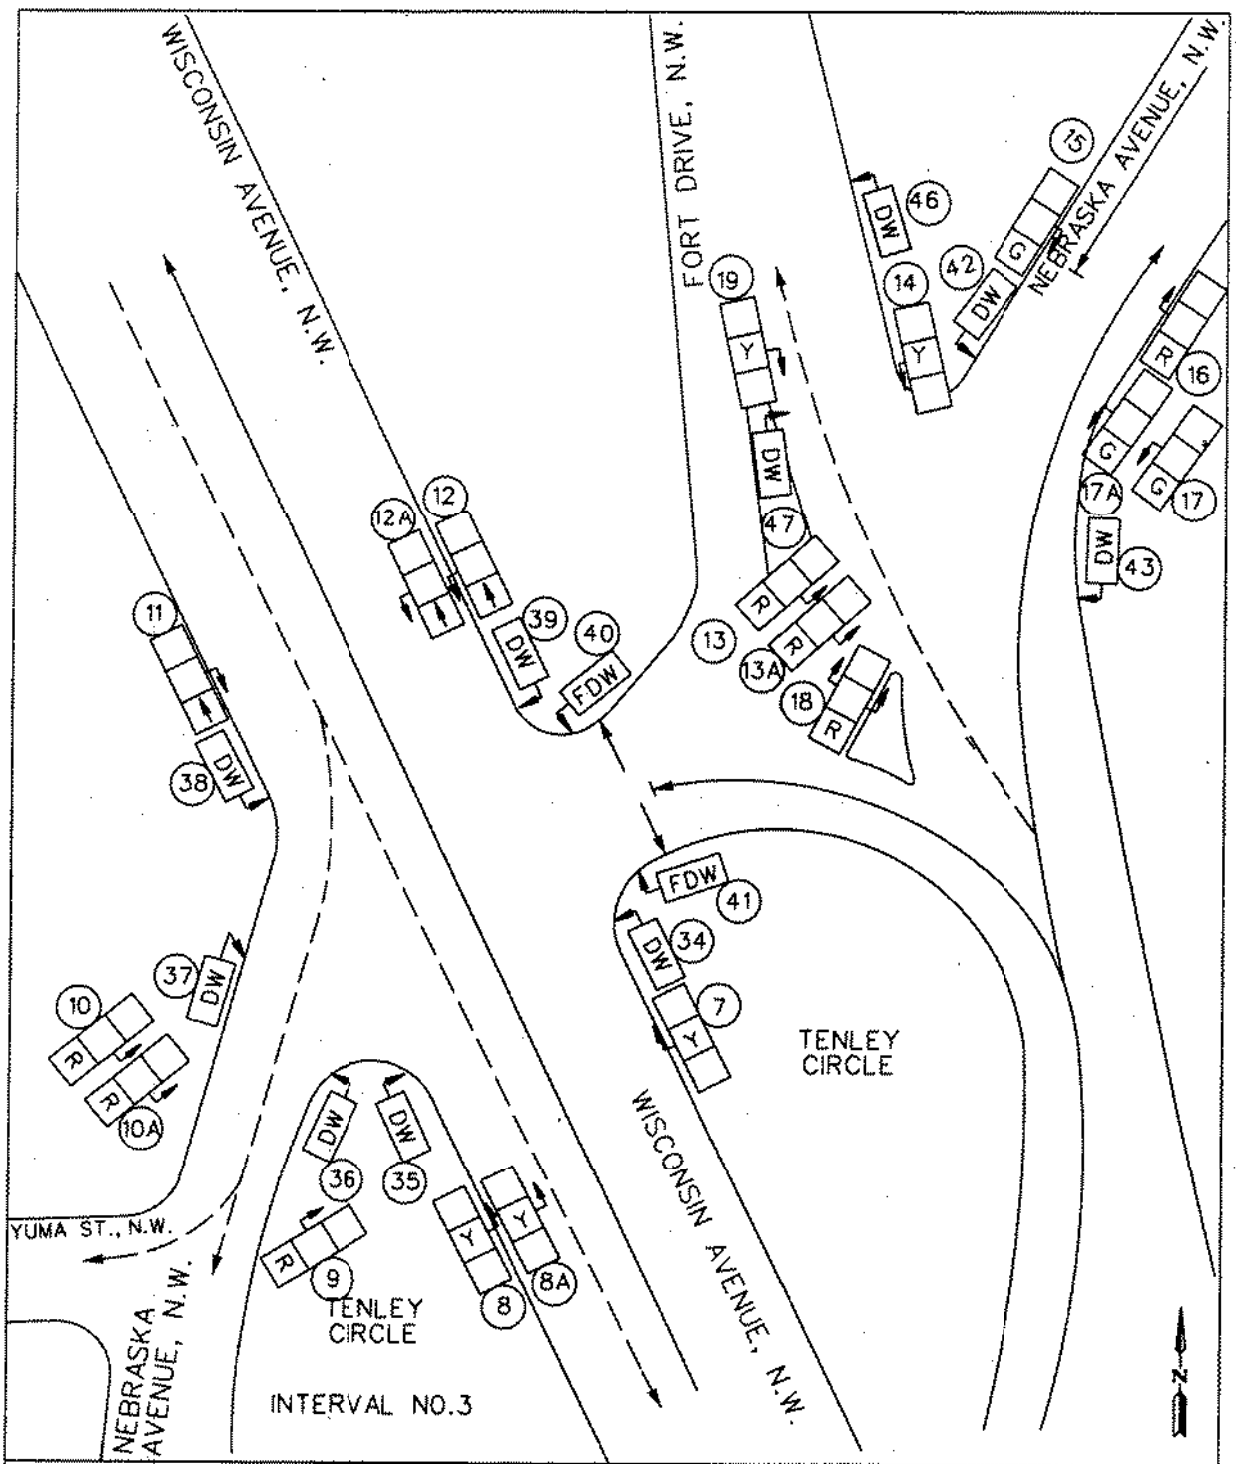 WISCONSIN AVENUE, N.W.
FORT DRIVE, N.W.
NEBRASKA AVENUE, N.W.
15
46
DW
G
42
DW
14
Y
19
Y
R
16
G
17A
G
17
DW
43
DW
47
12
12A
39
DW
40
FDW
11
DW
38
R
13
R
13A
18
R
FDW
41
34
DW
7
Y
37
DW
10
R
R
10A
TENLEY
CIRCLE
DW
36
DW
35
YUMA ST., N.W.
R
9
Y
8
Y
8A
TENLEY
CIRCLE
WISCONSIN AVENUE, N.W.
NEBRASKA
AVENUE, N.W.
INTERVAL NO.3
N